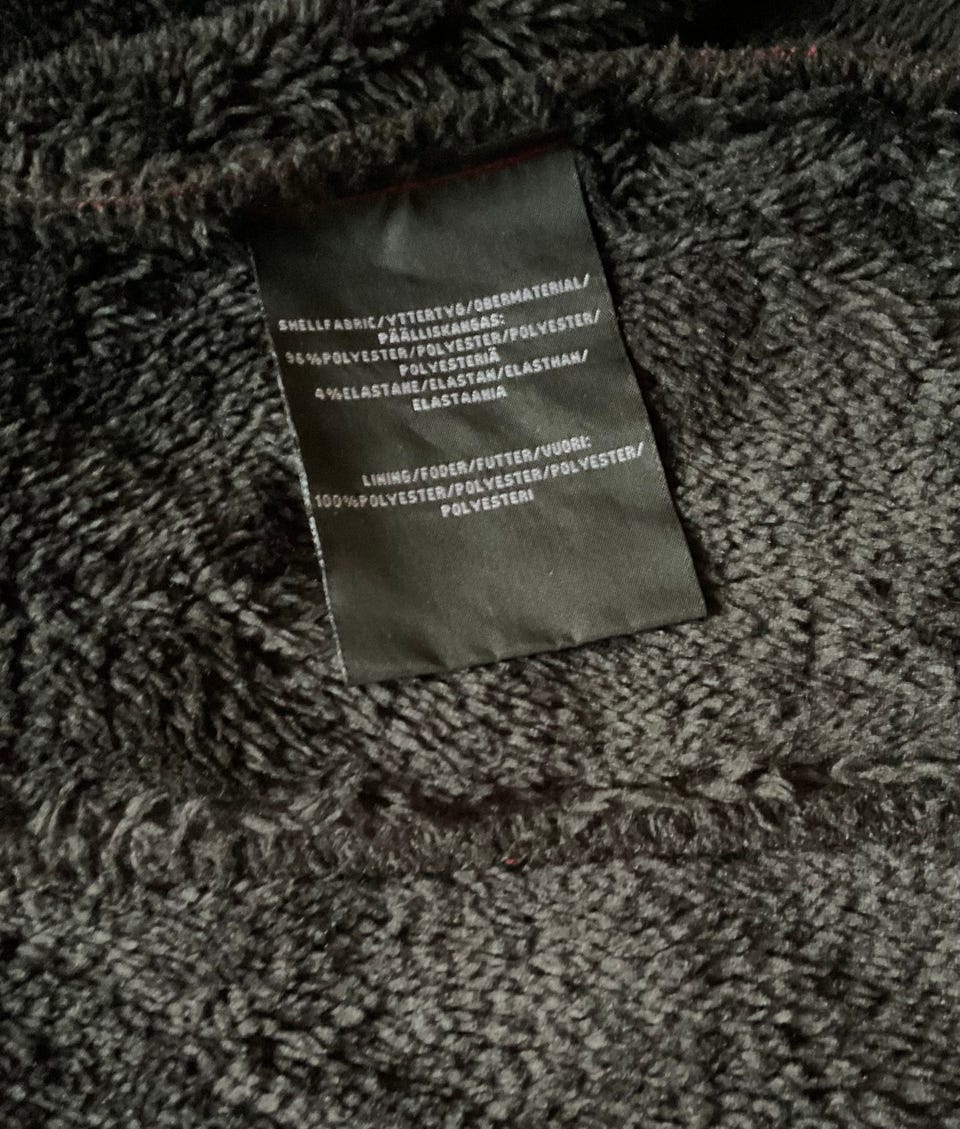 SHELLFABRIC/YTTERTYG/OBERMATERIAL/
PÄÄLLISKANGAS:
96%POLYESTER/POLYESTER/POLYESTER/
POLYESTERIÄ
4%ELASTANE/ELASTAN/ELASTHAN/
ELASTAANIA
LINING/FODER/FUTTER/VUORI:
100%POLYESTER/POLYESTER/POLYESTER/
POLYESTERI